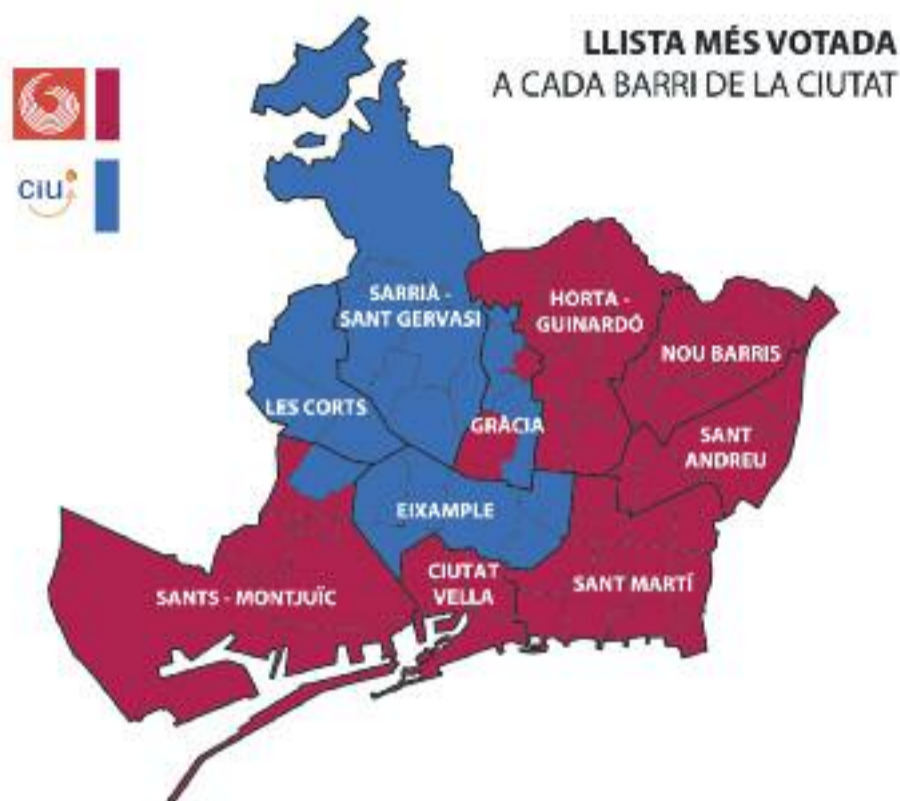 LLISTA MÉS VOTADA
A CADA BARRI DE LA CIUTAT
ciu
SARRIÀ -
SANT GERVASI
HORTA -
GUINARDÓ
NOU BARRIS
LES CORTS
GRÀCIA
SANT
ANDREU
EIXAMPLE
CIUTAT
VELLA
SANTS - MONTJUÏC
SANT MARTÍ